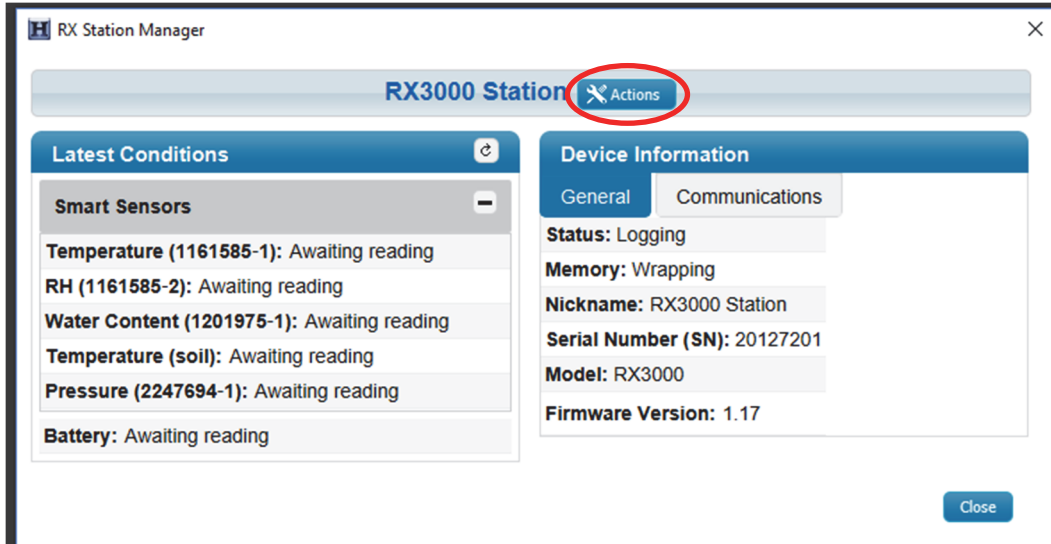 RX Station Manager
RX3000 Station
Actions
Latest Conditions
Smart Sensors
Temperature (1161585-1): Awaiting reading
RH (1161585-2): Awaiting reading
Water Content (1201975-1): Awaiting reading
Temperature (soil): Awaiting reading
Pressure (2247694-1): Awaiting reading
Battery: Awaiting reading
Device Information
General Communications
Status: Logging
Memory: Wrapping
Nickname: RX3000 Station
Serial Number (SN): 20127201
Model: RX3000
Firmware Version: 1.17
Close